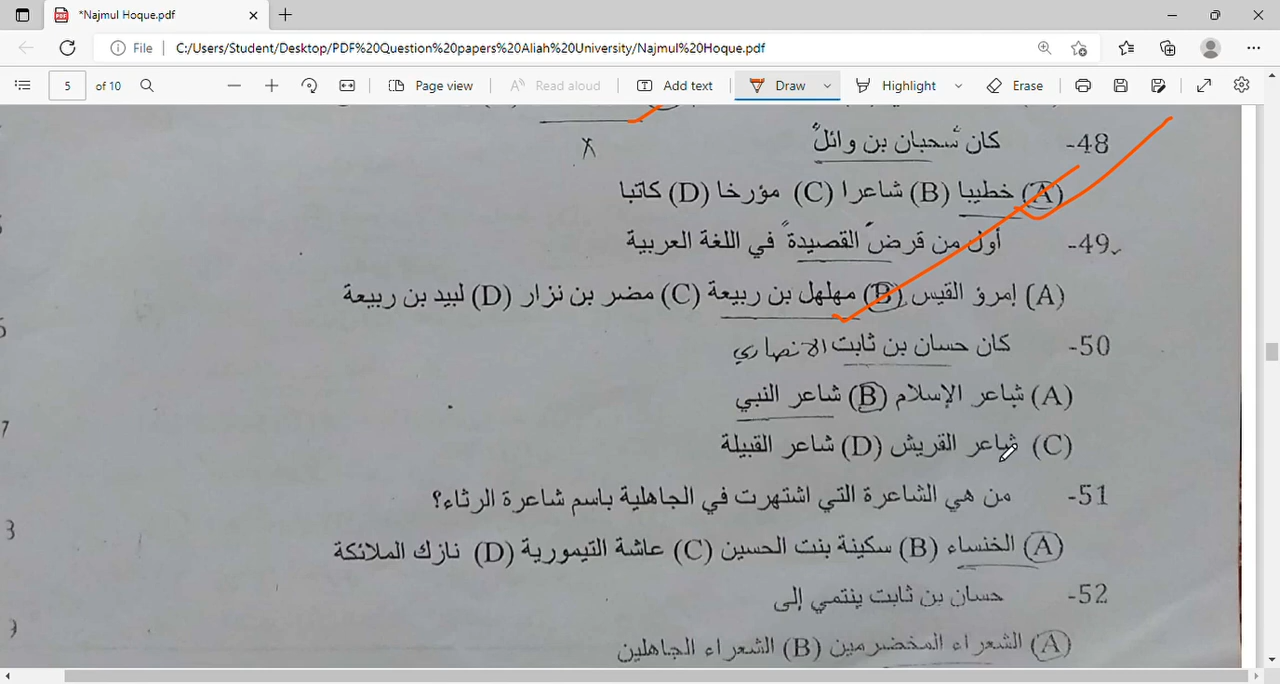 *Najmul Hoque.pdf
File C:/Users/Student/Desktop/PDF%20Question%20papers%20Aliah%20University/Najmul%20Hoque.pdf
5 of 10 Page view Read aloud Add text Draw Highlight Erase
48- كان سحبان بن وائل
(A) خطيبا (B) شاعرا (C) مؤرخا (D) كاتبا
49- أول من قرض القصيدة في اللغة العربية
(A) إمرؤ القيس (B) مهلهل بن ربيعة (C) مضر بن نزار (D) لبيد بن ربيعة
50- كان حسان بن ثابت الانصاري
(A) شاعر الإسلام (B) شاعر النبي
(C) شاعر القريش (D) شاعر القبيلة
51- من هي الشاعرة التي اشتهرت في الجاهلية باسم شاعرة الرثاء؟
(A) الخنساء (B) سكينة بنت الحسين (C) عاشة التيمورية (D) نازك الملائكة
52- حسان بن ثابت ينتمي إلى
(A) الشعراء المخضرمين (B) الشعراء الجاهلين